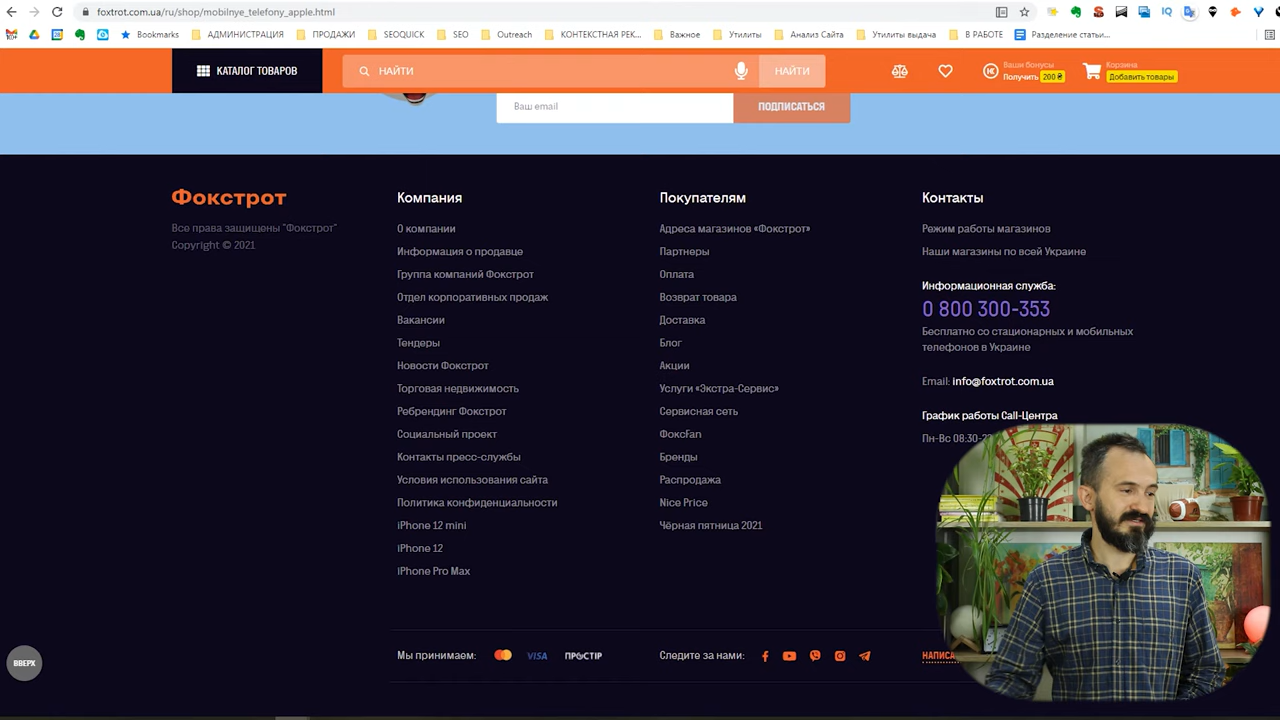 foxtrot.com.ua/ru/shop/mobilnye_telefony_apple.html
Bookmarks АДМИНИСТРАЦИЯ ПРОДАЖИ SEOQUICK SEO Outreach КОНТЕКСТНАЯ РЕК... Важное Утилиты Анализ Сайта Утилиты выдача В РАБОТЕ Разделение статьи...
КАТАЛОГ ТОВАРОВ
НАЙТИ
НАЙТИ
Ваши бонусы
Получить 200 ₴
Корзина
Добавить товары
Ваш email
ПОДПИСАТЬСЯ
Фокстрот
Все права защищены "Фокстрот"
Copyright © 2021
Компания
О компании
Информация о продавце
Группа компаний Фокстрот
Отдел корпоративных продаж
Вакансии
Тендеры
Новости Фокстрот
Торговая недвижимость
Ребрендинг Фокстрот
Социальный проект
Контакты пресс-службы
Условия использования сайта
Политика конфиденциальности
iPhone 12 mini
iPhone 12
iPhone Pro Max
Покупателям
Адреса магазинов «Фокстрот»
Партнеры
Оплата
Возврат товара
Доставка
Блог
Акции
Услуги «Экстра-Сервис»
Сервисная сеть
ФоксFan
Бренды
Распродажа
Nice Price
Чёрная пятница 2021
Контакты
Режим работы магазинов
Наши магазины по всей Украине
Информационная служба:
0 800 300-353
Бесплатно со стационарных и мобильных
телефонов в Украине
Email: info@foxtrot.com.ua
График работы Call-Центра
Пн-Вс 08:30-2
ВВЕРХ
Мы принимаем: VISA ПРОСТІР
Следите за нами:
НАПИСА